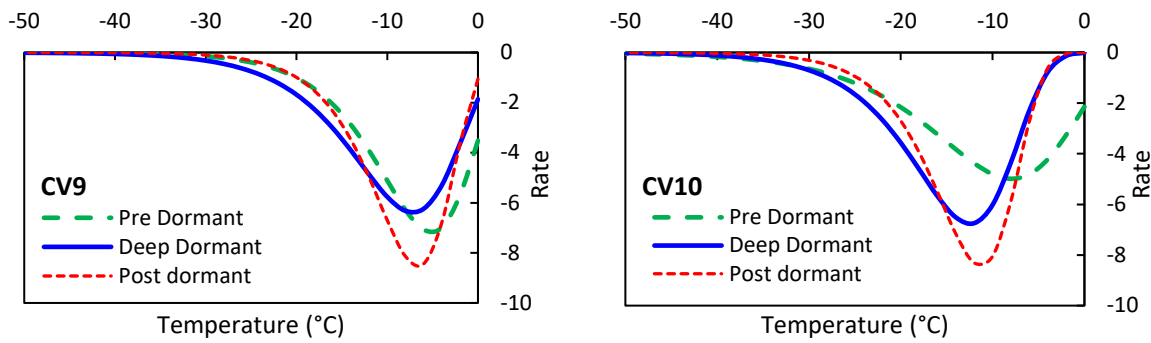 -50 -40 -30 -20 -10 0
0
-2
-4
-6
-8
-10
Rate
CV9
Pre Dormant
Deep Dormant
Post dormant
Temperature (°C)
-50 -40 -30 -20 -10 0
0
-2
-4
-6
-8
-10
Rate
CV10
Pre Dormant
Deep Dormant
Post dormant
Temperature (°C)